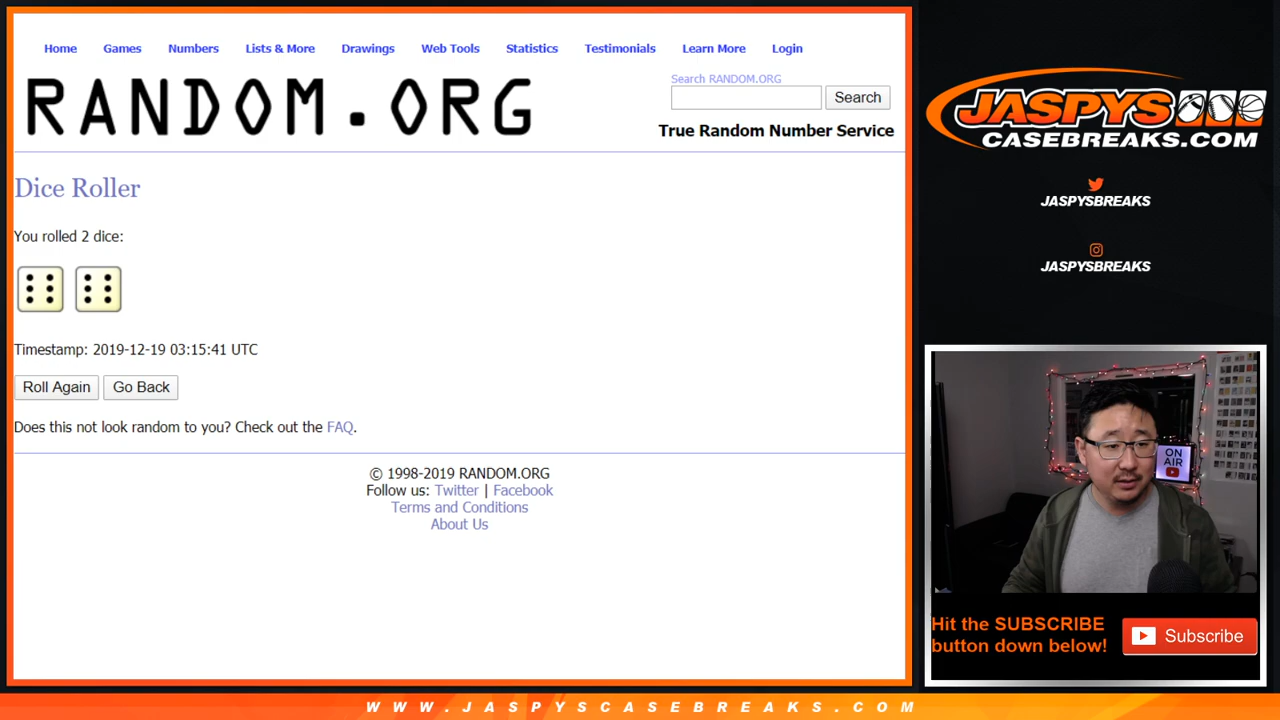 Home Games Numbers Lists & More Drawings Web Tools Statistics Testimonials Learn More Login
RANDOM.ORG
Search RANDOM.ORG
Search
True Random Number Service
Dice Roller
You rolled 2 dice:
Timestamp: 2019-12-19 03:15:41 UTC
Roll Again Go Back
Does this not look random to you? Check out the FAQ.
© 1998-2019 RANDOM.ORG
Follow us: Twitter | Facebook
Terms and Conditions
About Us
JASPYS
CASEBREAKS.COM
JASPYSBREAKS
JASPYSBREAKS
ON
AIR
Hit the SUBSCRIBE
button down below!
Subscribe
WWW.JASPYSCASEBREAKS.COM